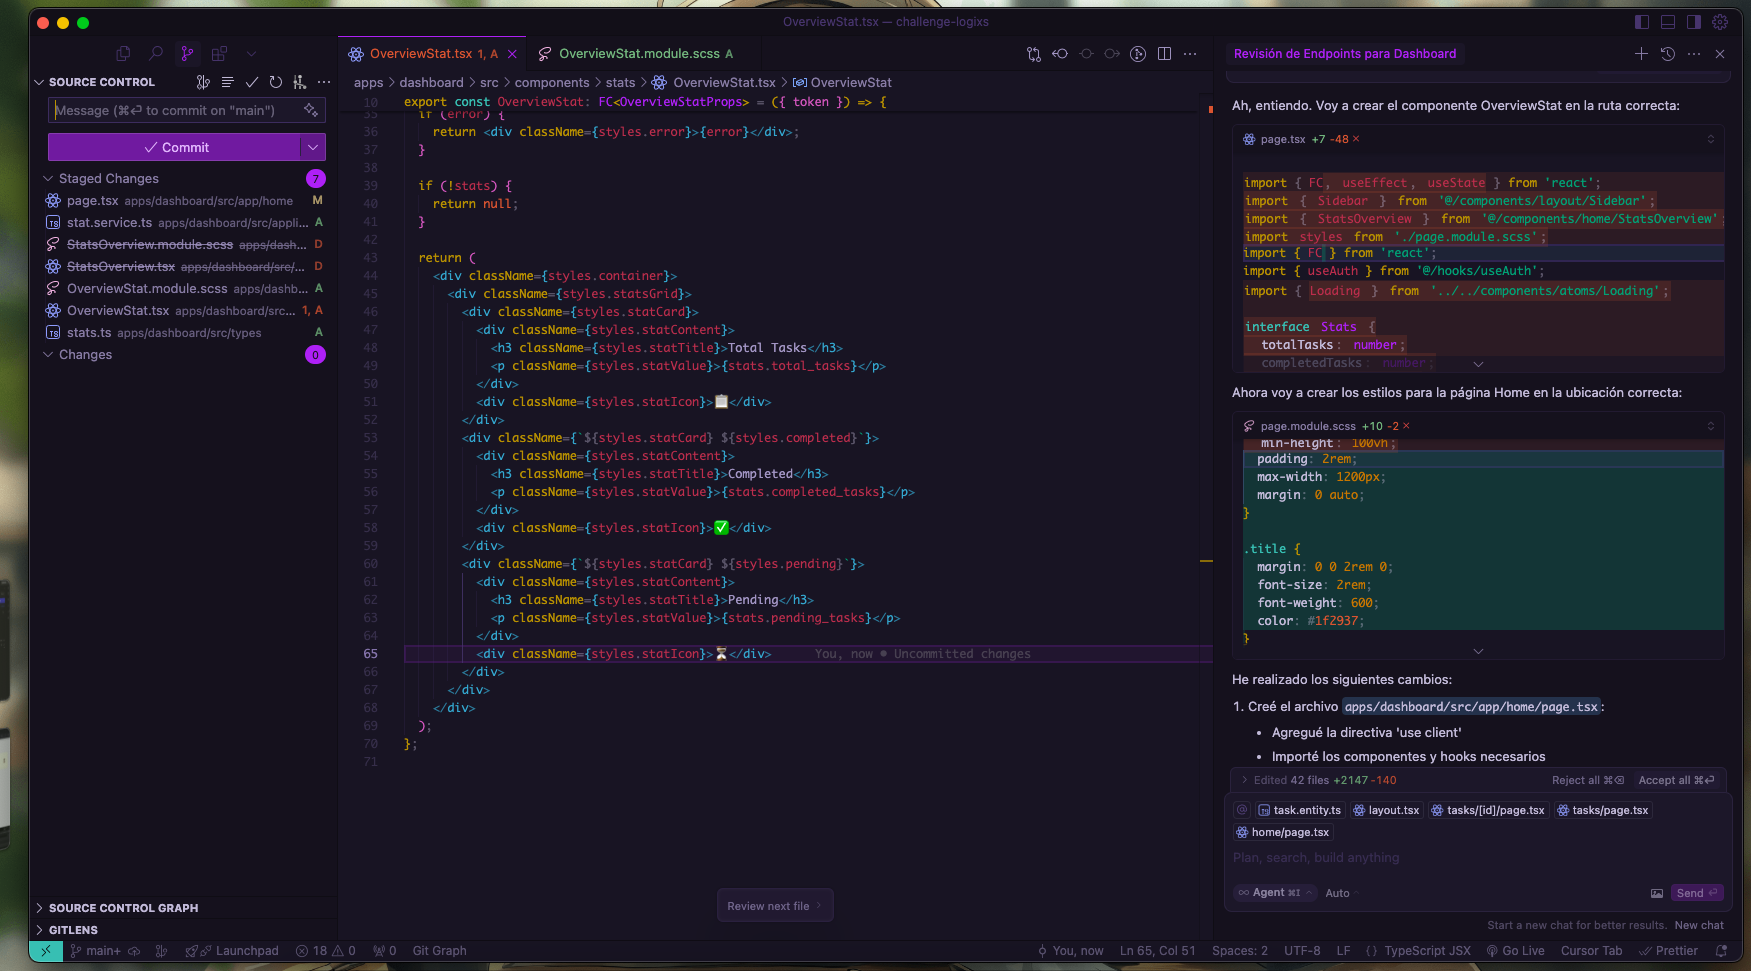 OverviewStat.tsx — challenge-logixs
SOURCE CONTROL
Message (⌘⏎ to commit on "main")
Commit
Staged Changes 7
page.tsx apps/dashboard/src/app/home M
stat.service.ts apps/dashboard/src/appli... A
StatsOverview.module.scss apps/dash... D
StatsOverview.tsx apps/dashboard/src/... D
OverviewStat.module.scss apps/dashb... A
OverviewStat.tsx apps/dashboard/src... 1, A
stats.ts apps/dashboard/src/types A
Changes 0
SOURCE CONTROL GRAPH
GITLENS
OverviewStat.tsx 1, A
OverviewStat.module.scss A
apps > dashboard > src > components > stats > OverviewStat.tsx > OverviewStat
10 export const OverviewStat: FC<OverviewStatProps> = ({ token }) => {
35 if (error) {
36 return <div className={styles.error}>{error}</div>;
37 }
38
39 if (!stats) {
40 return null;
41 }
42
43 return (
44 <div className={styles.container}>
45 <div className={styles.statsGrid}>
46 <div className={styles.statCard}>
47 <div className={styles.statContent}>
48 <h3 className={styles.statTitle}>Total Tasks</h3>
49 <p className={styles.statValue}>{stats.total_tasks}</p>
50 </div>
51 <div className={styles.statIcon}>📋</div>
52 </div>
53 <div className={`${styles.statCard} ${styles.completed}`}>
54 <div className={styles.statContent}>
55 <h3 className={styles.statTitle}>Completed</h3>
56 <p className={styles.statValue}>{stats.completed_tasks}</p>
57 </div>
58 <div className={styles.statIcon}>✅</div>
59 </div>
60 <div className={`${styles.statCard} ${styles.pending}`}>
61 <div className={styles.statContent}>
62 <h3 className={styles.statTitle}>Pending</h3>
63 <p className={styles.statValue}>{stats.pending_tasks}</p>
64 </div>
65 <div className={styles.statIcon}>⏳</div> You, now • Uncommitted changes
66 </div>
67 </div>
68 </div>
69 );
70 };
71
Review next file >
Revisión de Endpoints para Dashboard
Ah, entiendo. Voy a crear el componente OverviewStat en la ruta correcta:
page.tsx +7 -48
import { FC, useEffect, useState } from 'react';
import { Sidebar } from '@/components/layout/Sidebar';
import { StatsOverview } from '@/components/home/StatsOverview';
import styles from './page.module.scss';
import { FC } from 'react';
import { useAuth } from '@/hooks/useAuth';
import { Loading } from '../../components/atoms/Loading';
interface Stats {
totalTasks: number;
completedTasks: number;
Ahora voy a crear los estilos para la página Home en la ubicación correcta:
page.module.scss +10 -2
min-height: 100vh;
padding: 2rem;
max-width: 1200px;
margin: 0 auto;
}
.title {
margin: 0 0 2rem 0;
font-size: 2rem;
font-weight: 600;
color: #1f2937;
}
He realizado los siguientes cambios:
1. Creé el archivo apps/dashboard/src/app/home/page.tsx:
• Agregué la directiva 'use client'
• Importé los componentes y hooks necesarios
> Edited 42 files +2147 -140 Reject all ⌘⌫ Accept all ⌘⏎
@ task.entity.ts layout.tsx tasks/[id]/page.tsx tasks/page.tsx
home/page.tsx
Plan, search, build anything
∞ Agent ⌘I Auto Send ⏎
Start a new chat for better results. New chat
main+ Launchpad 18 0 0 Git Graph You, now Ln 65, Col 51 Spaces: 2 UTF-8 LF {} TypeScript JSX Go Live Cursor Tab Prettier